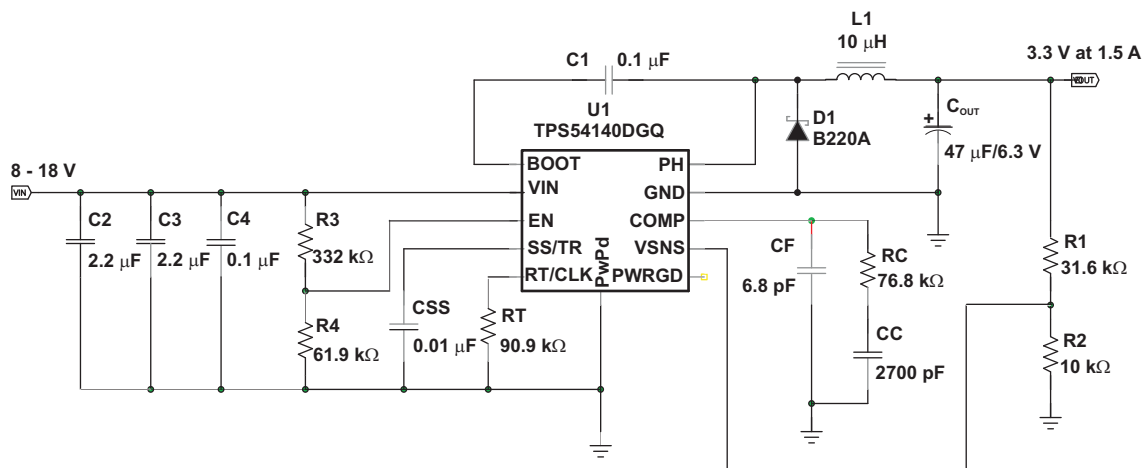 L1
10 μH
3.3 V at 1.5 A
C1
0.1 μF
U1
TPS54140DGQ
D1
B220A
COUT
47 μF/6.3 V
BOOT
PH
8 - 18 V
VIN
VIN
GND
C2
C3
C4
R3
EN
COMP
2.2 μF
2.2 μF
0.1 μF
332 kΩ
SS/TR
VSNS
CF
RC
R1
31.6 kΩ
RT/CLK
PwPd
PWRGD
6.8 pF
76.8 kΩ
R4
61.9 kΩ
CSS
0.01 μF
RT
90.9 kΩ
CC
2700 pF
R2
10 kΩ